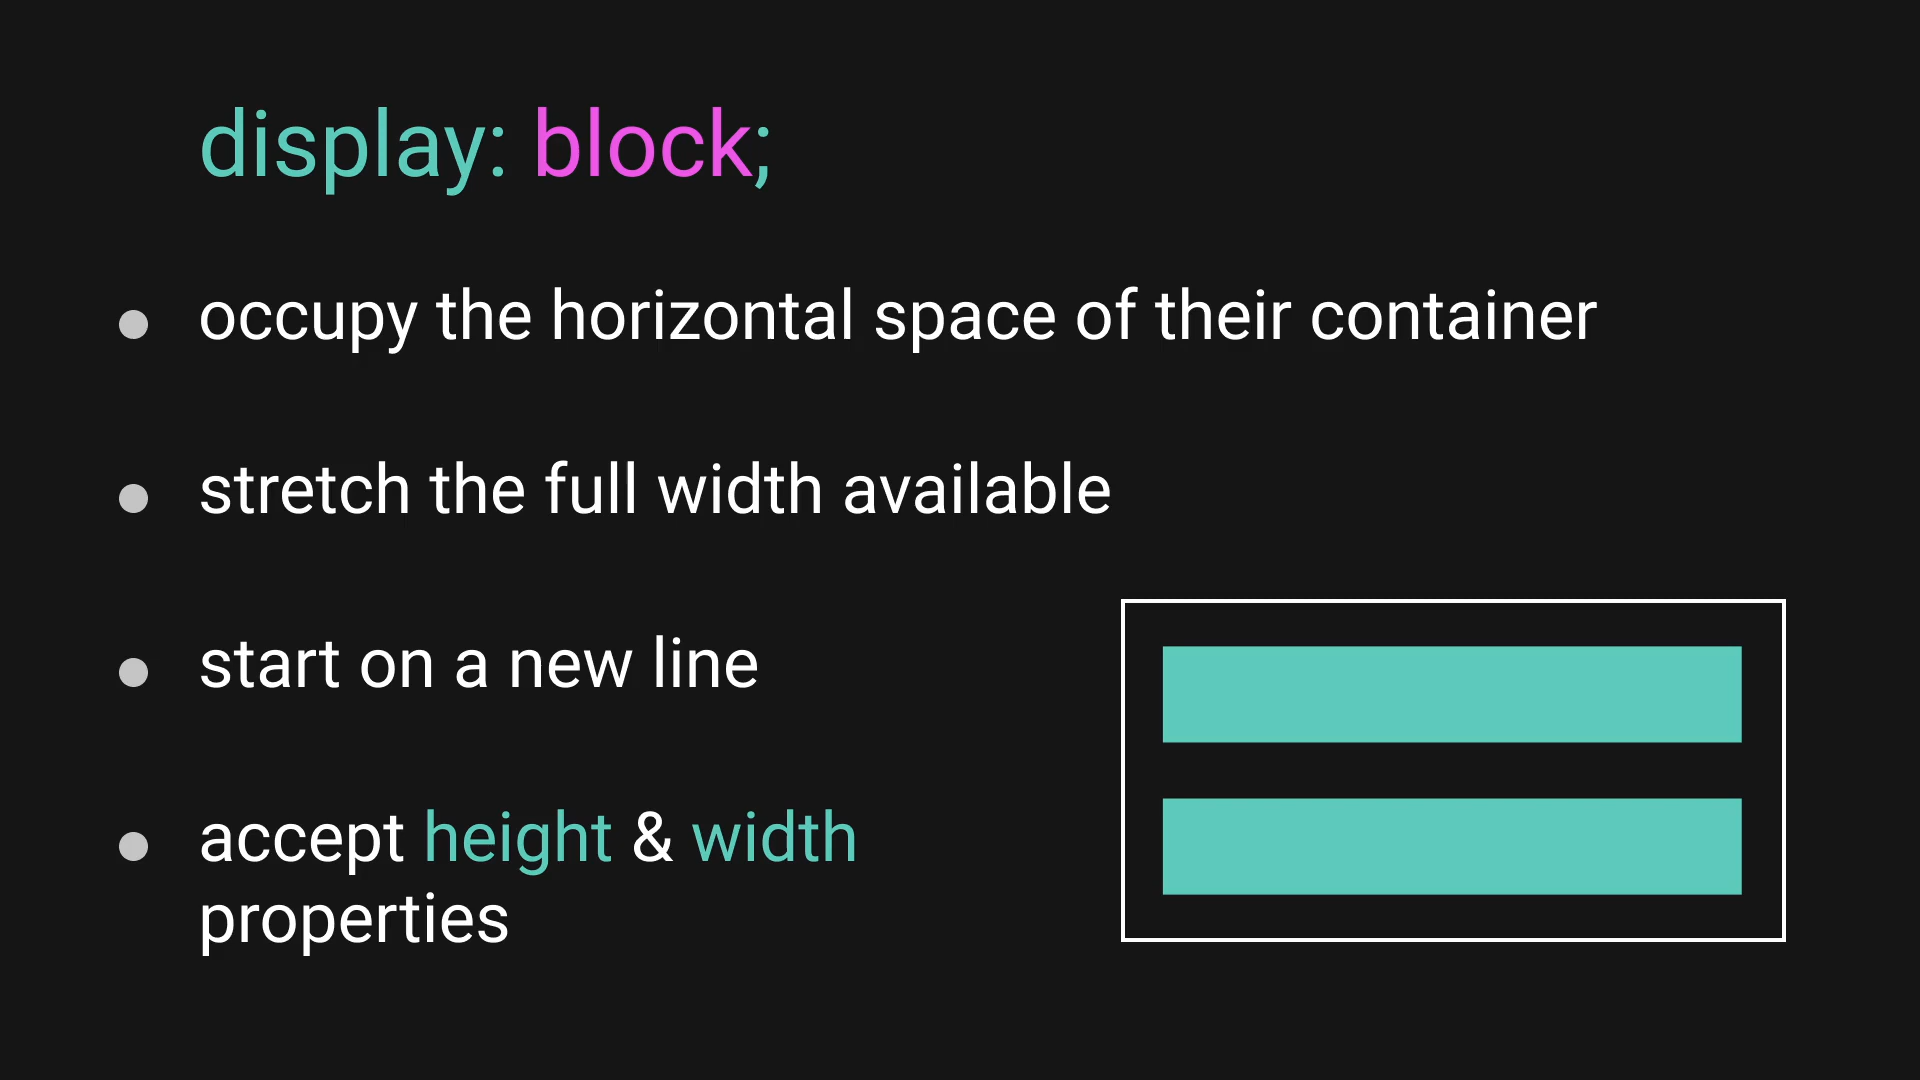 display: block;
occupy the horizontal space of their container
stretch the full width available
start on a new line
accept height & width
properties